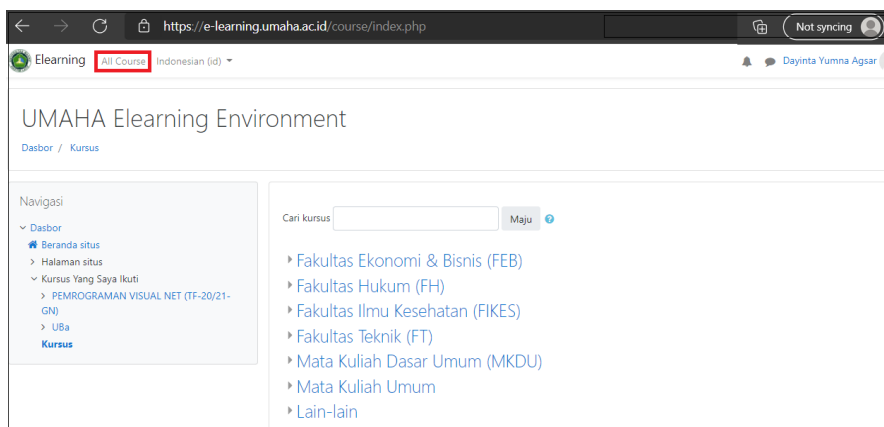 https://e-learning.umaha.ac.id/course/index.php
Not syncing
Elearning All Course Indonesian (id)
Dayinta Yumna Agsar
UMAHA Elearning Environment
Dasbor / Kursus
Navigasi
Dasbor
Beranda situs
Halaman situs
Kursus Yang Saya Ikuti
PEMROGRAMAN VISUAL NET (TF-20/21-
GN)
UBa
Kursus
Cari kursus
Maju
Fakultas Ekonomi & Bisnis (FEB)
Fakultas Hukum (FH)
Fakultas Ilmu Kesehatan (FIKES)
Fakultas Teknik (FT)
Mata Kuliah Dasar Umum (MKDU)
Mata Kuliah Umum
Lain-lain